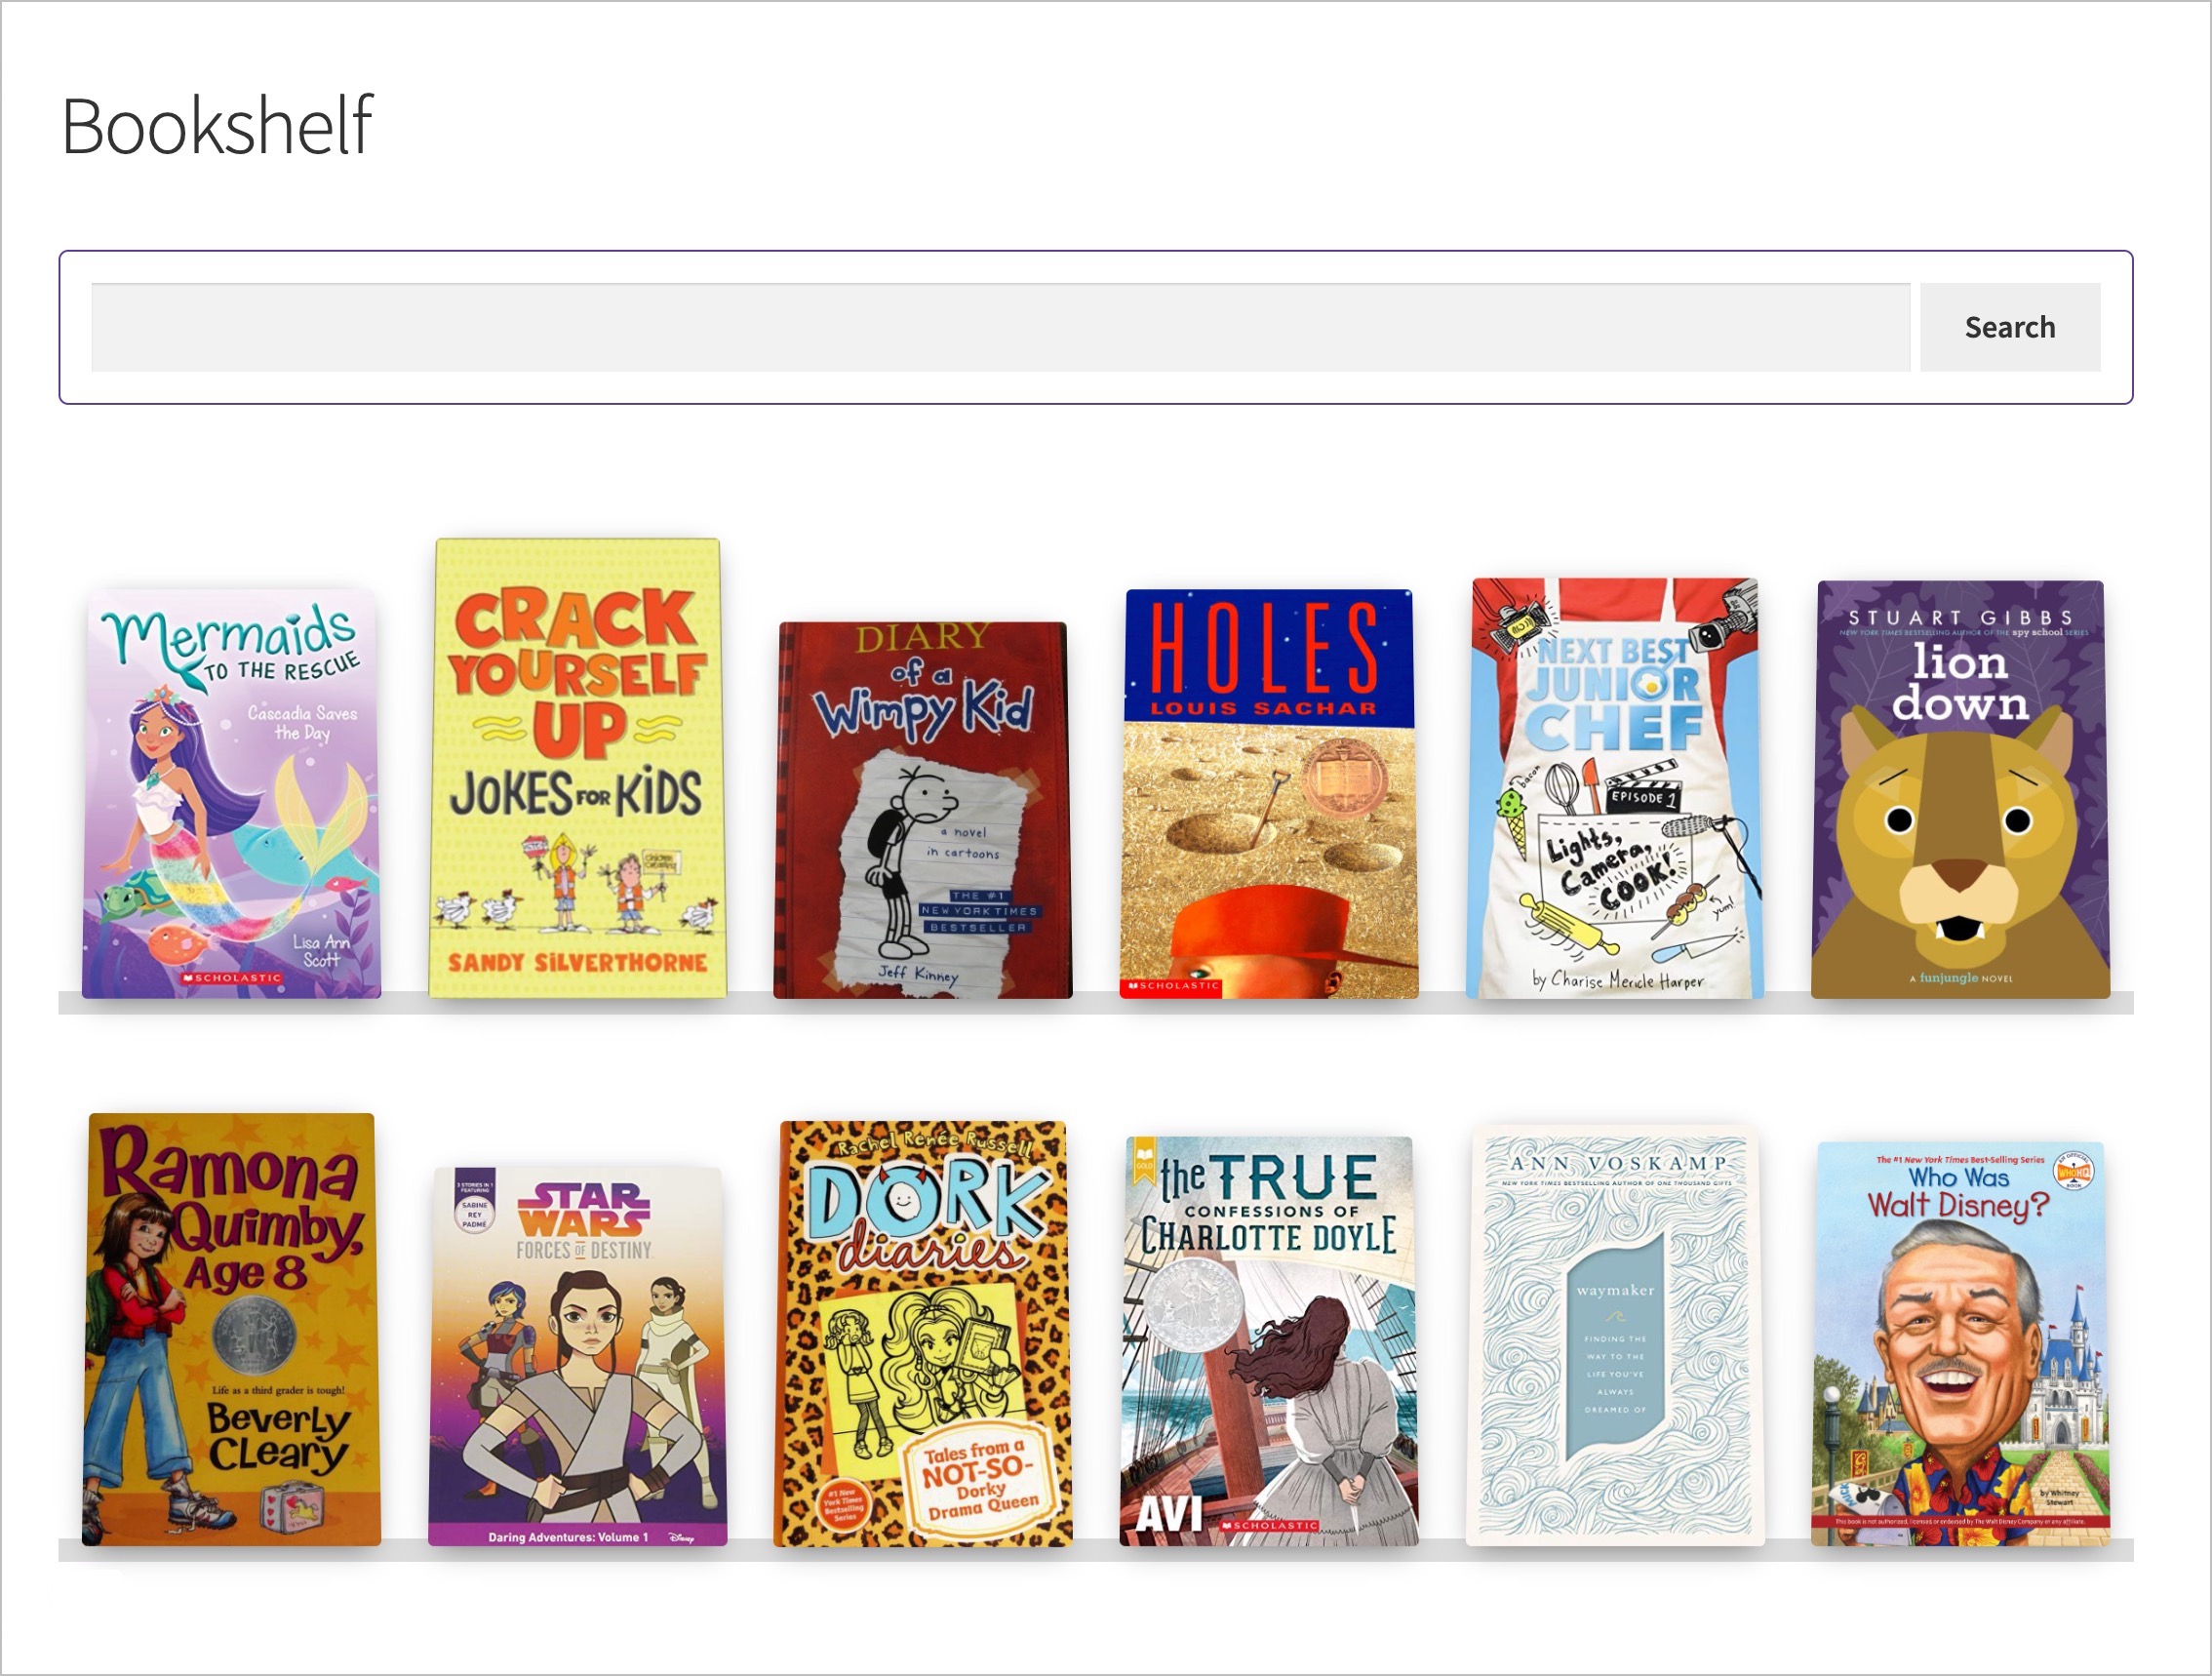 Bookshelf
Search
Mermaids
TO THE RESCUE
Cascadia Saves
the Day
Lisa Ann
Scott
SCHOLASTIC
CRACK
YOURSELF
UP
JOKES FOR KiDS
SANDY SiLVERTHORNE
DIARY
of a
Wimpy Kid
a novel
in cartoons
THE #1
NEW YORK TIMES
BESTSELLER
Jeff Kinney
HOLES
LOUIS SACHAR
SCHOLASTIC
NEXT BEST
JUNIOR
CHEF
bacon
EPISODE 1
Lights,
Camera,
COOK!
yum!
by Charise Mericle Harper
STUART GIBBS
NEW YORK TIMES BESTSELLING AUTHOR OF THE spy school SERIES
lion
down
A funjungle NOVEL
Ramona
Quimby,
Age 8
Life as a third grader is tough!
Beverly
Cleary
3 STORIES IN 1
FEATURING
SABINE
REY
PADMÉ
STAR
WARS
FORCES OF DESTINY
Daring Adventures: Volume 1
Disney
Rachel Renée Russell
DORK
diaries
Tales from a
NOT-SO-
Dorky
Drama Queen
#1 New
York Times
Bestselling
Series
GOLD
the TRUE
CONFESSIONS OF
CHARLOTTE DOYLE
AVI
SCHOLASTIC
ANN VOSKAMP
NEW YORK TIMES BESTSELLING AUTHOR OF ONE THOUSAND GIFTS
waymaker
FINDING THE
WAY TO THE
LIFE YOU'VE
ALWAYS
DREAMED OF
The #1 New York Times Best-Selling Series
AN OFFICIAL
WHOHQ
BOOK
Who Was
Walt Disney?
by Whitney
Stewart
This book is not authorized, licensed or endorsed by The Walt Disney Company or any affiliate.